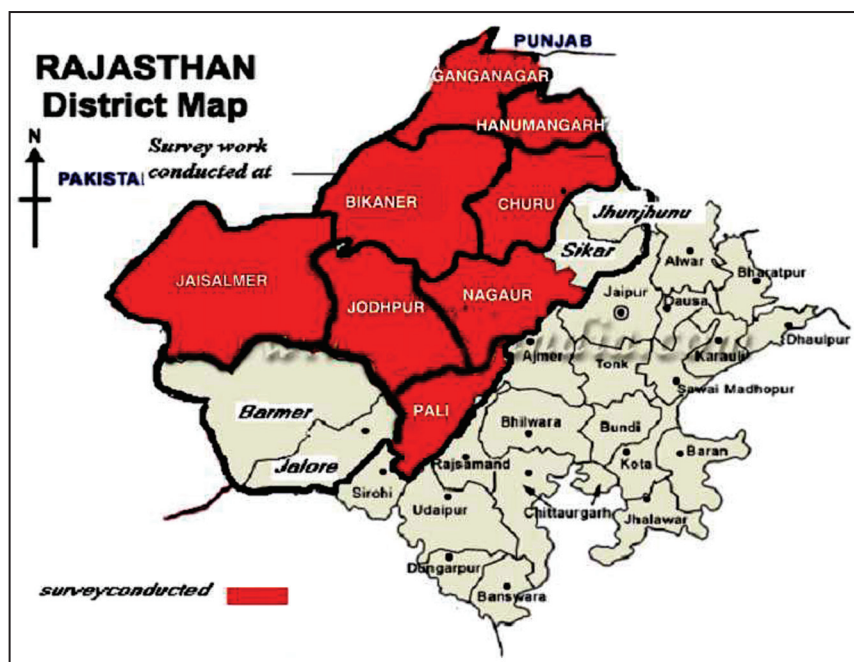 PUNJAB
RAJASTHAN
District Map
GANGANAGAR
HANUMANGARH
N
Survey work
conducted at
PAKISTA
BIKANER
CHURU
Jhunjhunu
Sikar
Alwar
Bharatpur
JAISALMER
JODHPUR
NAGAUR
Jaipur
Dausa
Dhaulpur
Ajmer
Karauli
Tonk
Sawai Madhopur
PALI
Barmer
Bhilwara
Bundi
Baran
Jalore
Rajsamand
Kota
Sirohi
Chittaurgarh
Udaipur
Jhalawar
Dungarpur
Banswara
surveyconducted